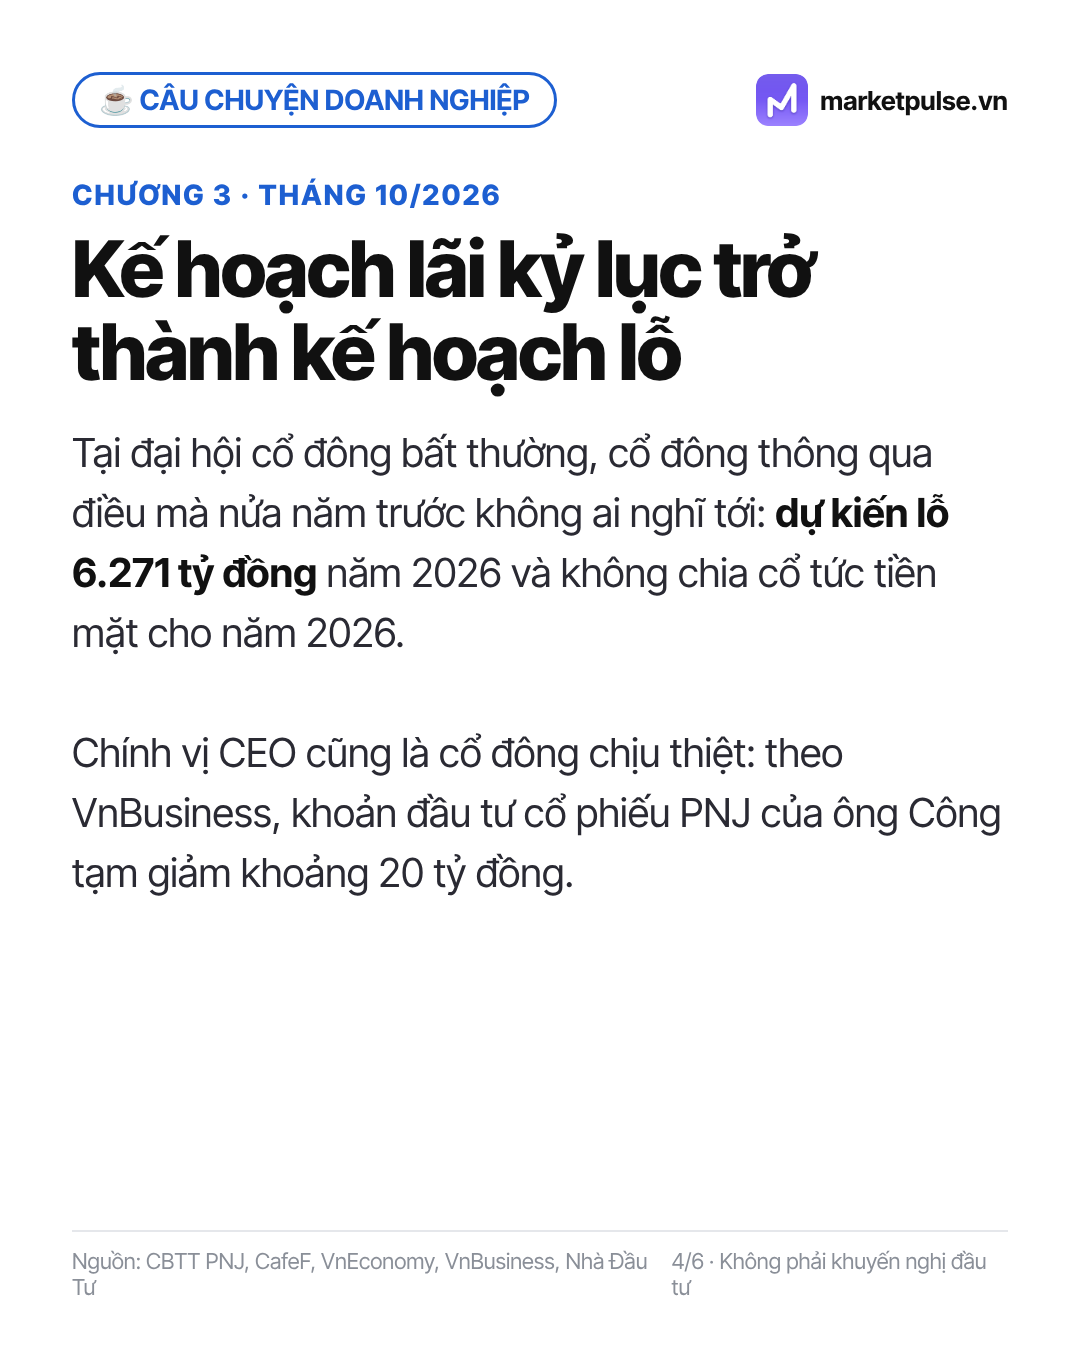 ☕ CÂU CHUYỆN DOANH NGHIỆP
marketpulse.vn
CHƯƠNG 3 · THÁNG 10/2026
Kế hoạch lãi kỷ lục trở
thành kế hoạch lỗ
Tại đại hội cổ đông bất thường, cổ đông thông qua
điều mà nửa năm trước không ai nghĩ tới: dự kiến lỗ
6.271 tỷ đồng năm 2026 và không chia cổ tức tiền
mặt cho năm 2026.
Chính vị CEO cũng là cổ đông chịu thiệt: theo
VnBusiness, khoản đầu tư cổ phiếu PNJ của ông Công
tạm giảm khoảng 20 tỷ đồng.
Nguồn: CBTT PNJ, CafeF, VnEconomy, VnBusiness, Nhà Đầu
Tư
4/6 · Không phải khuyến nghị đầu
tư